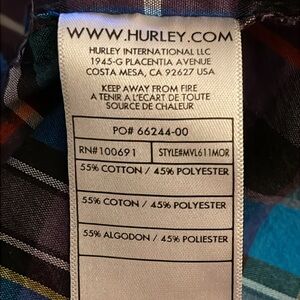 WWW.HURLEY.COM
HURLEY INTERNATIONAL LLC
1945-G PLACENTIA AVENUE
COSTA MESA, CA 92627 USA
KEEP AWAY FROM FIRE
A TENIR A L'ECART DE TOUTE
SOURCE DE CHALEUR
PO# 66244-00
RN#100691 STYLE#MVL611MOR
55% COTTON / 45% POLYESTER
55% COTON / 45% POLYESTER
55% ALGODON / 45% POLIESTER